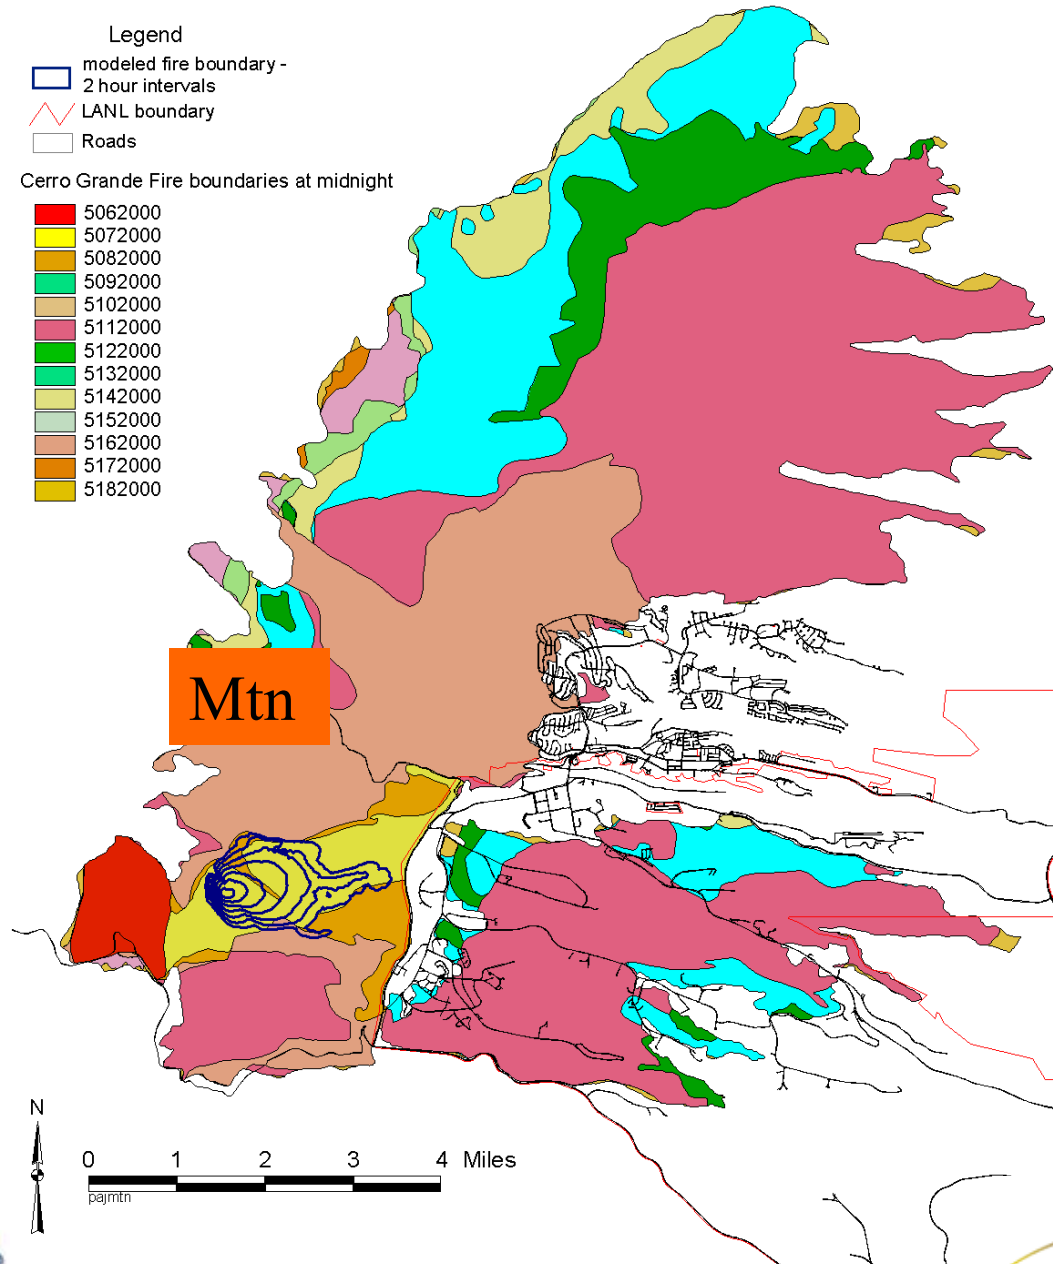 Legend
modeled fire boundary -
2 hour intervals
LANL boundary
Roads
Cerro Grande Fire boundaries at midnight
5062000
5072000
5082000
5092000
5102000
5112000
5122000
5132000
5142000
5152000
5162000
5172000
5182000
Mtn
N
0 1 2 3 4 Miles
pajmtn